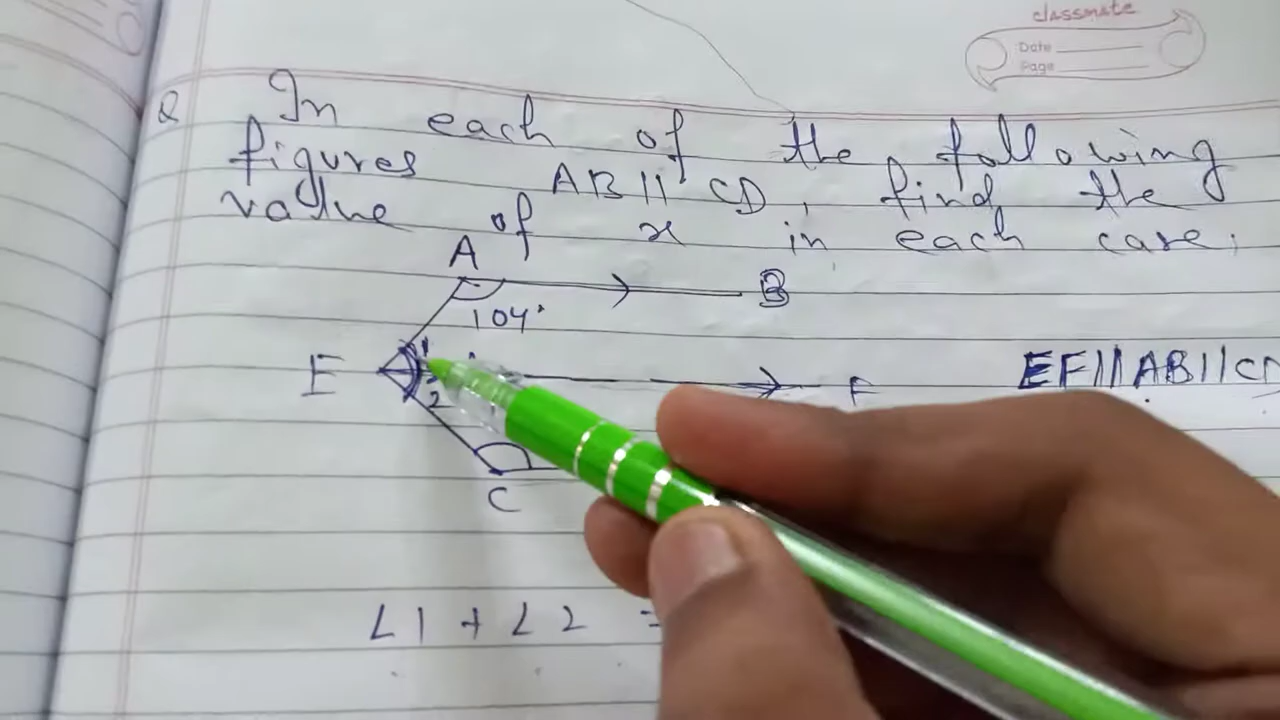 classmate
Date
Page
Q In each of the following
figures AB || CD, find the
value of x in each case.
A B
104°
E 1 F EF||AB||CD
2
C
∠1 + ∠2 =